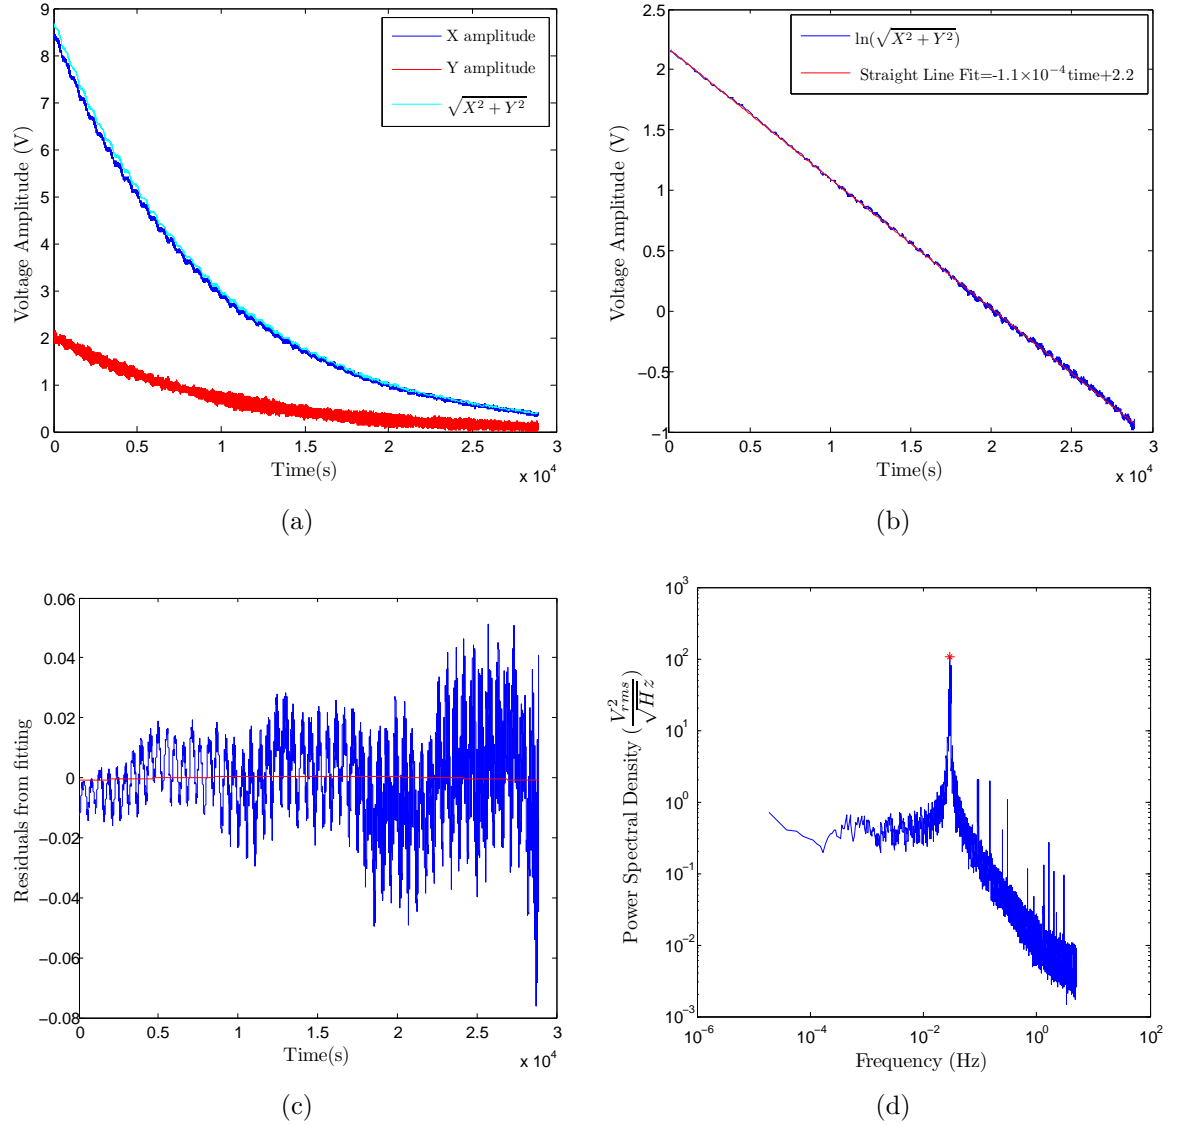 9
8
7
6
5
4
3
2
1
0
Voltage Amplitude (V)
X amplitude
Y amplitude
√X² + Y²
0 0.5 1 1.5 2 2.5 3
Time(s)
x 10⁴
(a)
2.5
2
1.5
1
0.5
0
−0.5
−1
Voltage Amplitude (V)
ln(√X² + Y²)
Straight Line Fit=-1.1×10⁻⁴time+2.2
0 0.5 1 1.5 2 2.5 3
Time(s)
x 10⁴
(b)
0.06
0.04
0.02
0
−0.02
−0.04
−0.06
−0.08
Residuals from fitting
0 0.5 1 1.5 2 2.5 3
Time(s)
x 10⁴
(c)
10³
10²
10¹
10⁰
10⁻¹
10⁻²
10⁻³
Power Spectral Density (V²rms/√Hz)
10⁻⁶ 10⁻⁴ 10⁻² 10⁰ 10²
Frequency (Hz)
(d)